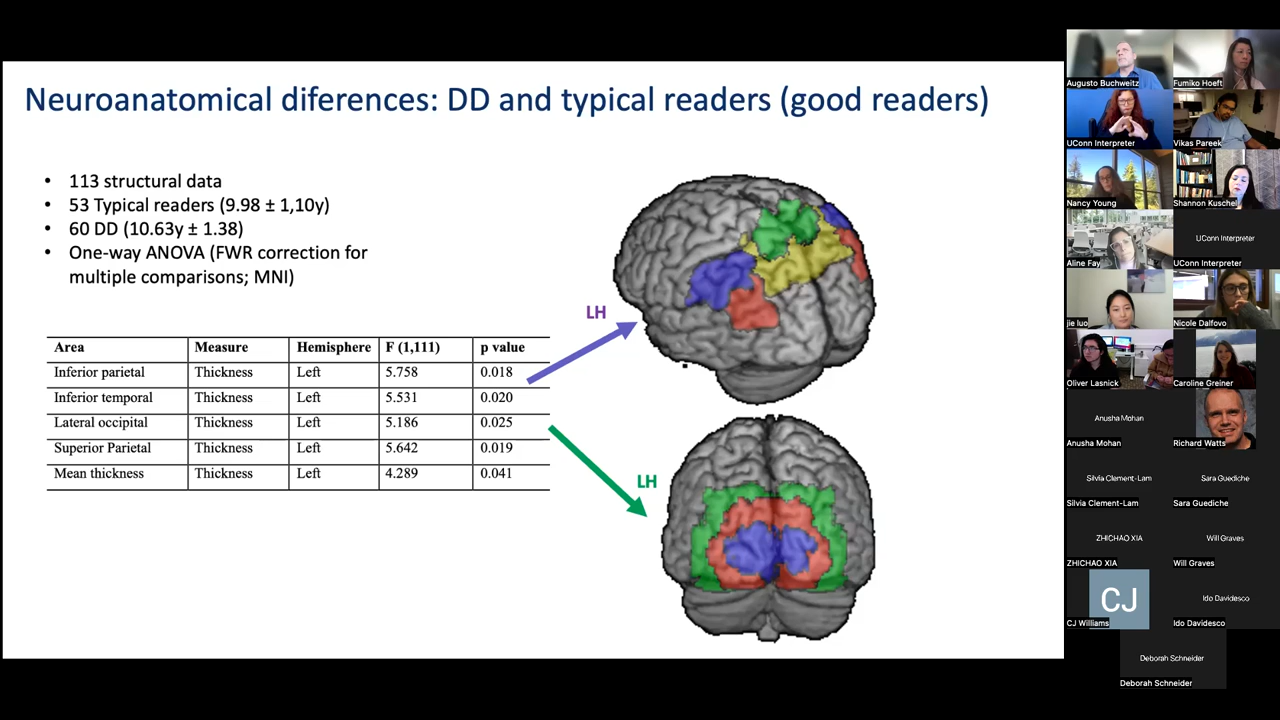 Neuroanatomical diferences: DD and typical readers (good readers)
• 113 structural data
• 53 Typical readers (9.98 ± 1,10y)
• 60 DD (10.63y ± 1.38)
• One-way ANOVA (FWR correction for
multiple comparisons; MNI)
Area Measure Hemisphere F (1,111) p value
Inferior parietal Thickness Left 5.758 0.018
Inferior temporal Thickness Left 5.531 0.020
Lateral occipital Thickness Left 5.186 0.025
Superior Parietal Thickness Left 5.642 0.019
Mean thickness Thickness Left 4.289 0.041
LH
LH
Augusto Buchweitz
Fumiko Hoeft
UConn Interpreter
Vikas Pareek
Nancy Young
Shannon Kuschel
Aline Fay
UConn Interpreter
UConn Interpreter
jie luo
Nicole Dalfovo
Oliver Lasnick
Caroline Greiner
Anusha Mohan
Anusha Mohan
Richard Watts
Silvia Clement-Lam
Sara Guediche
Silvia Clement-Lam
Sara Guediche
ZHICHAO XIA
Will Graves
ZHICHAO XIA
Will Graves
CJ
Ido Davidesco
CJ Williams
Ido Davidesco
Deborah Schneider
Deborah Schneider